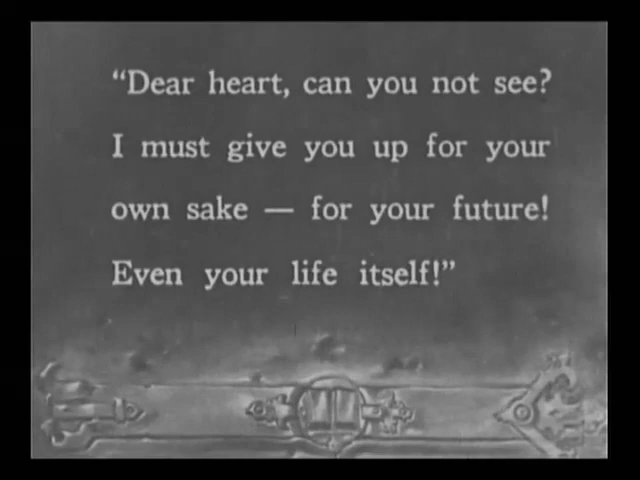 “Dear heart, can you not see?
I must give you up for your
own sake — for your future!
Even your life itself!”